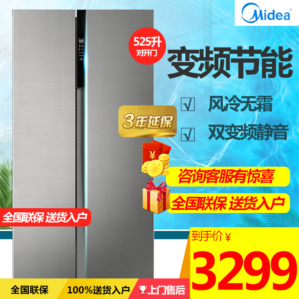 Midea
525升
对开门
变频节能
风冷无霜
双变频静音
3年延保
咨询客服有惊喜
全国联保 送货入户
全国联保 送货入户
到手价¥
3299
全国联保
100%送货入户
上门售后